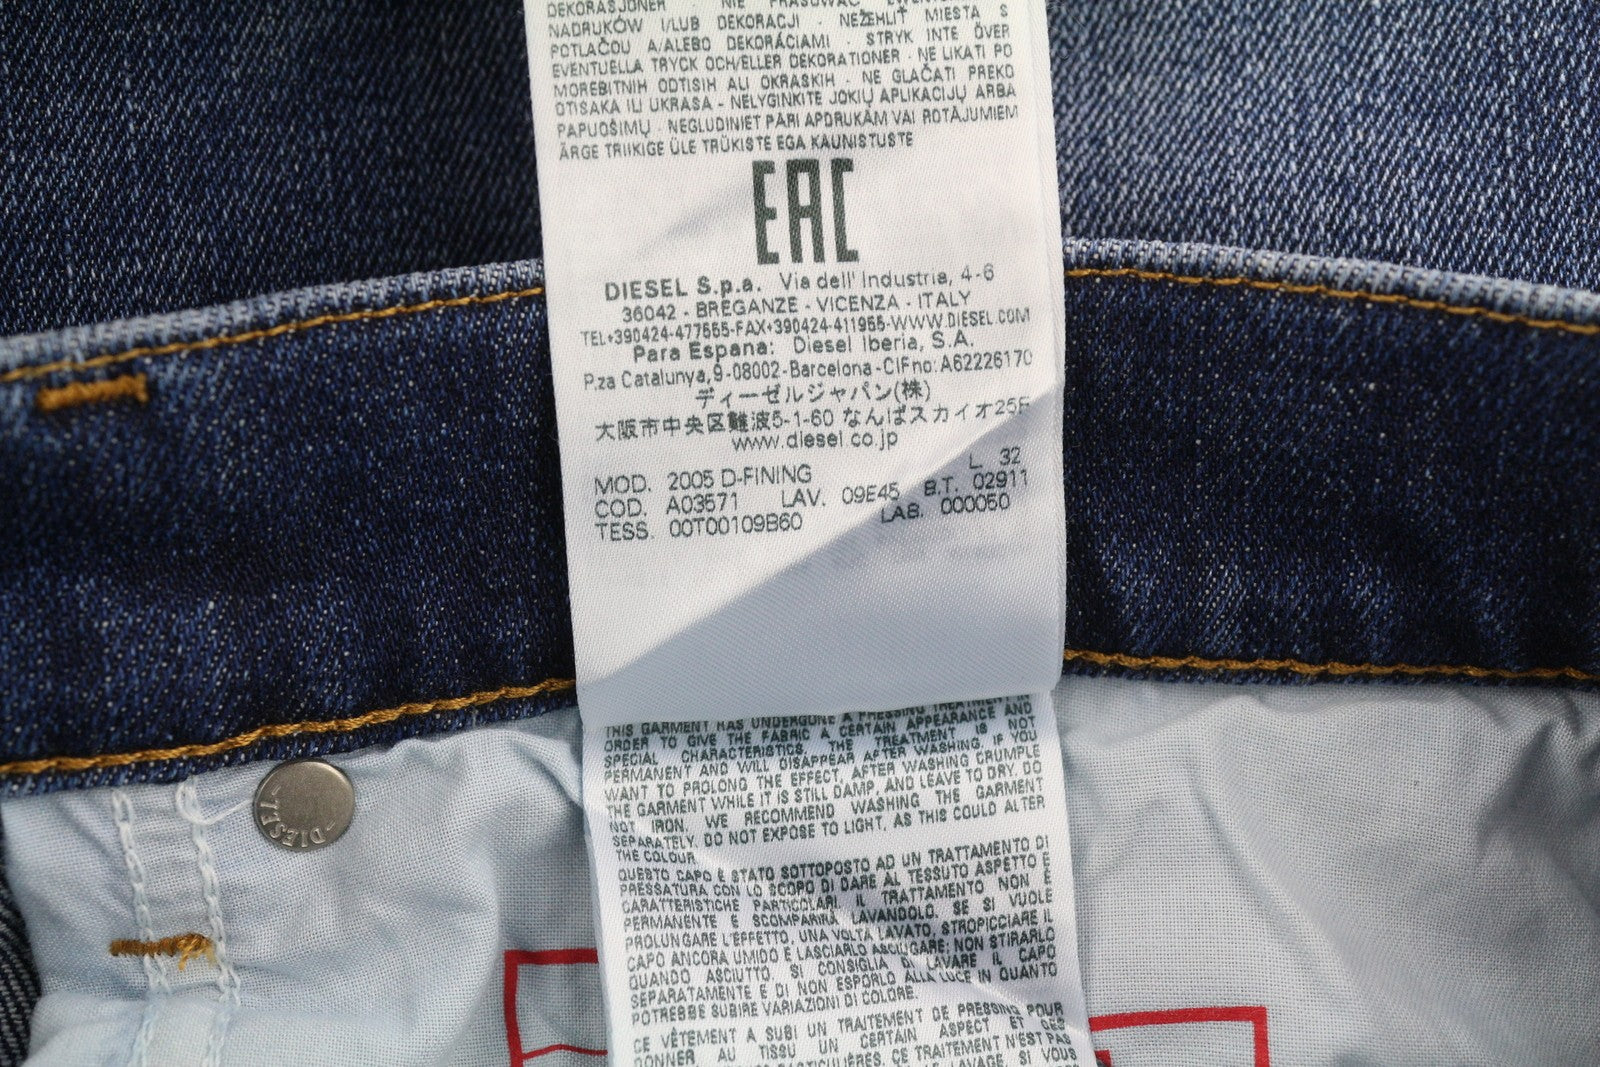 DEKORASJONER - NIE PRASOWAĆ
NADRUKÓW I/LUB DEKORACJI - NEŽEHLIŤ MIESTA S
POTLAČOU A/ALEBO DEKORÁCIAMI - STRYK INTE ÖVER
EVENTUELLA TRYCK OCH/ELLER DEKORATIONER - NE LIKATI PO
MOREBITNIH ODTISIH ALI OKRASKIH - NE GLAČATI PREKO
OTISAKA ILI UKRASA - NELYGINKITE JOKIŲ APLIKACIJŲ ARBA
PAPUOŠIMŲ - NEGLUDINIET PĀRI APDRUKĀM VAI ROTĀJUMIEM
ÄRGE TRIIKIGE ÜLE TRÜKISTE EGA KAUNISTUSTE
EAC
DIESEL S.p.a. Via dell' Industria, 4-6
36042 - BREGANZE - VICENZA - ITALY
TEL+390424-477555-FAX+390424-411955-WWW.DIESEL.COM
Para Espana: Diesel Iberia, S.A.
P.za Catalunya,9-08002-Barcelona-CIFno:A62226170
ディーゼルジャパン(株)
大阪市中央区難波5-1-60 なんばスカイオ25F
www.diesel.co.jp
MOD. 2005 D-FINING L. 32
COD. A03571 LAV. 09E45 B.T. 02911
TESS. 00T00109B60 LAB. 000050
THIS GARMENT HAS UNDERGONE A PRESSING TREATMENT IN
ORDER TO GIVE THE FABRIC A CERTAIN APPEARANCE AND
SPECIAL CHARACTERISTICS. THE TREATMENT IS NOT
PERMANENT AND WILL DISAPPEAR AFTER WASHING. IF YOU
WANT TO PROLONG THE EFFECT, AFTER WASHING CRUMPLE
THE GARMENT WHILE IT IS STILL DAMP, AND LEAVE TO DRY. DO
NOT IRON. WE RECOMMEND WASHING THE GARMENT
SEPARATELY. DO NOT EXPOSE TO LIGHT, AS THIS COULD ALTER
THE COLOUR
QUESTO CAPO È STATO SOTTOPOSTO AD UN TRATTAMENTO DI
PRESSATURA CON LO SCOPO DI DARE AL TESSUTO ASPETTO E
CARATTERISTICHE PARTICOLARI. IL TRATTAMENTO NON È
PERMANENTE E SCOMPARIRÀ LAVANDOLO. SE SI VUOLE
PROLUNGARE L'EFFETTO, UNA VOLTA LAVATO, STROPICCIARE IL
CAPO ANCORA UMIDO E LASCIARLO ASCIUGARE; NON STIRARLO
QUANDO ASCIUTTO. SI CONSIGLIA DI LAVARE IL CAPO
SEPARATAMENTE E DI NON ESPORLO ALLA LUCE IN QUANTO
POTREBBE SUBIRE VARIAZIONI DI COLORE.
CE VÊTEMENT A SUBI UN TRAITEMENT DE PRESSING POUR
DONNER AU TISSU UN CERTAIN ASPECT ET DES
PARTICULIÈRES. CE TRAITEMENT N'EST PAS
LAVAGE, SI VOUS
DIESEL